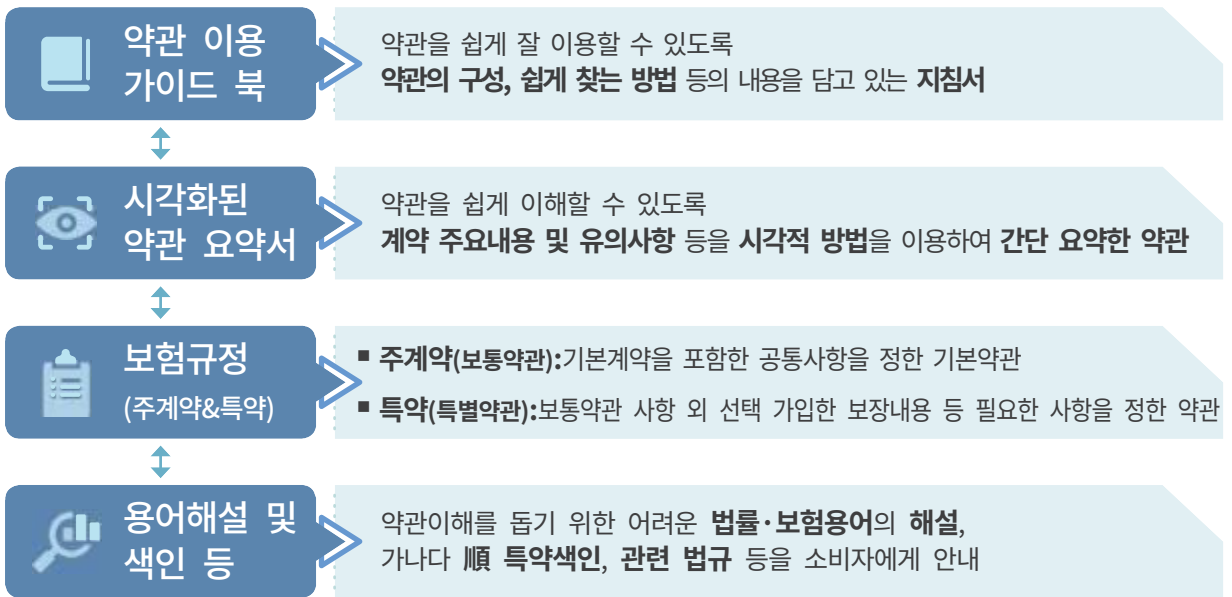 약관 이용
가이드 북
약관을 쉽게 잘 이용할 수 있도록
약관의 구성, 쉽게 찾는 방법 등의 내용을 담고 있는 지침서
시각화된
약관 요약서
약관을 쉽게 이해할 수 있도록
계약 주요내용 및 유의사항 등을 시각적 방법을 이용하여 간단 요약한 약관
보험규정
(주계약&특약)
■ 주계약(보통약관):기본계약을 포함한 공통사항을 정한 기본약관
■ 특약(특별약관):보통약관 사항 외 선택 가입한 보장내용 등 필요한 사항을 정한 약관
용어해설 및
색인 등
약관이해를 돕기 위한 어려운 법률·보험용어의 해설,
가나다 順 특약색인, 관련 법규 등을 소비자에게 안내